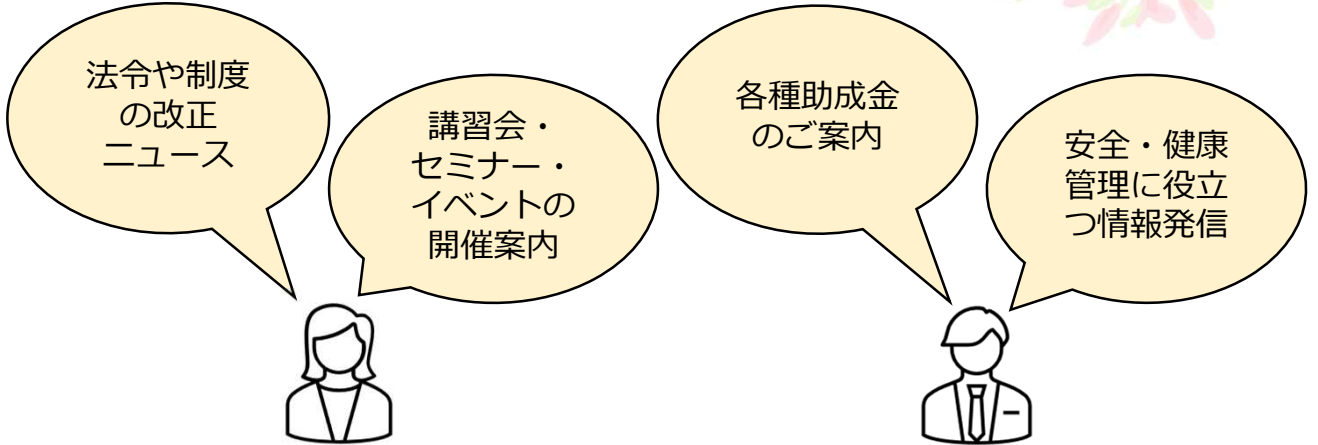 法令や制度
の改正
ニュース
講習会・
セミナー・
イベントの
開催案内
各種助成金
のご案内
安全・健康
管理に役立
つ情報発信